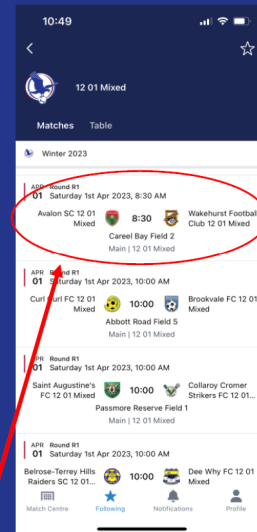 10:49
12 01 Mixed
Matches Table
Winter 2023
APR Round R1
01 Saturday 1st Apr 2023, 8:30 AM
Avalon SC 12 01 8:30 Wakehurst Football
Mixed Club 12 01 Mixed
Careel Bay Field 2
Main | 12 01 Mixed
APR Round R1
01 Saturday 1st Apr 2023, 10:00 AM
Curl Curl FC 12 01 10:00 Brookvale FC 12 01
Mixed Mixed
Abbott Road Field 5
Main | 12 01 Mixed
APR Round R1
01 Saturday 1st Apr 2023, 10:00 AM
Saint Augustine's 10:00 Collaroy Cromer
FC 12 01 Mixed Strikers FC 12 01...
Passmore Reserve Field 1
Main | 12 01 Mixed
APR Round R1
01 Saturday 1st Apr 2023, 10:00 AM
Belrose-Terrey Hills 10:00 Dee Why FC 12 01
Raiders SC 12 01... Mixed
Match Centre Following Notifications Profile